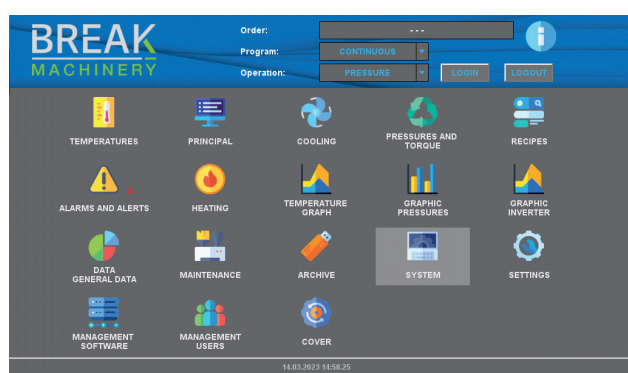 BREAK
MACHINERY
Order:
- - -
Program:
CONTINUOUS
Operation:
PRESSURE
LOGIN
LOGOUT
TEMPERATURES
PRINCIPAL
COOLING
PRESSURES AND
TORQUE
RECIPES
ALARMS AND ALERTS
HEATING
TEMPERATURE
GRAPH
GRAPHIC
PRESSURES
GRAPHIC
INVERTER
DATA
GENERAL DATA
MAINTENANCE
ARCHIVE
SYSTEM
SETTINGS
MANAGEMENT
SOFTWARE
MANAGEMENT
USERS
COVER
14.03.2023 14:58.25